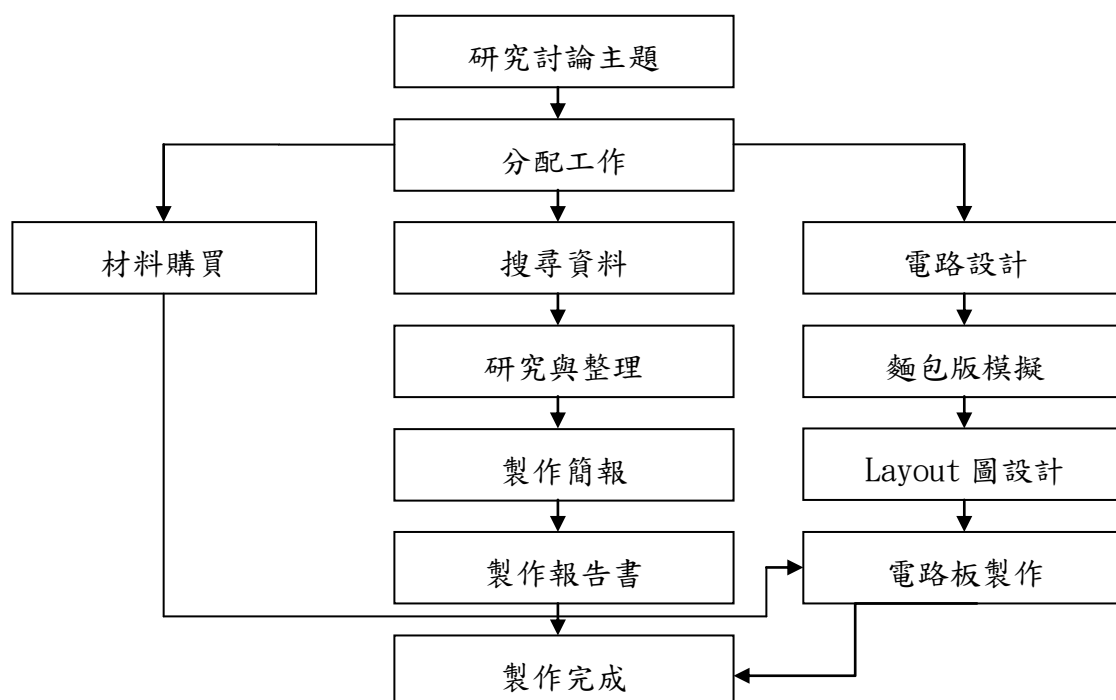 研究討論主題
分配工作
材料購買
搜尋資料
電路設計
研究與整理
麵包版模擬
製作簡報
Layout 圖設計
製作報告書
電路板製作
製作完成